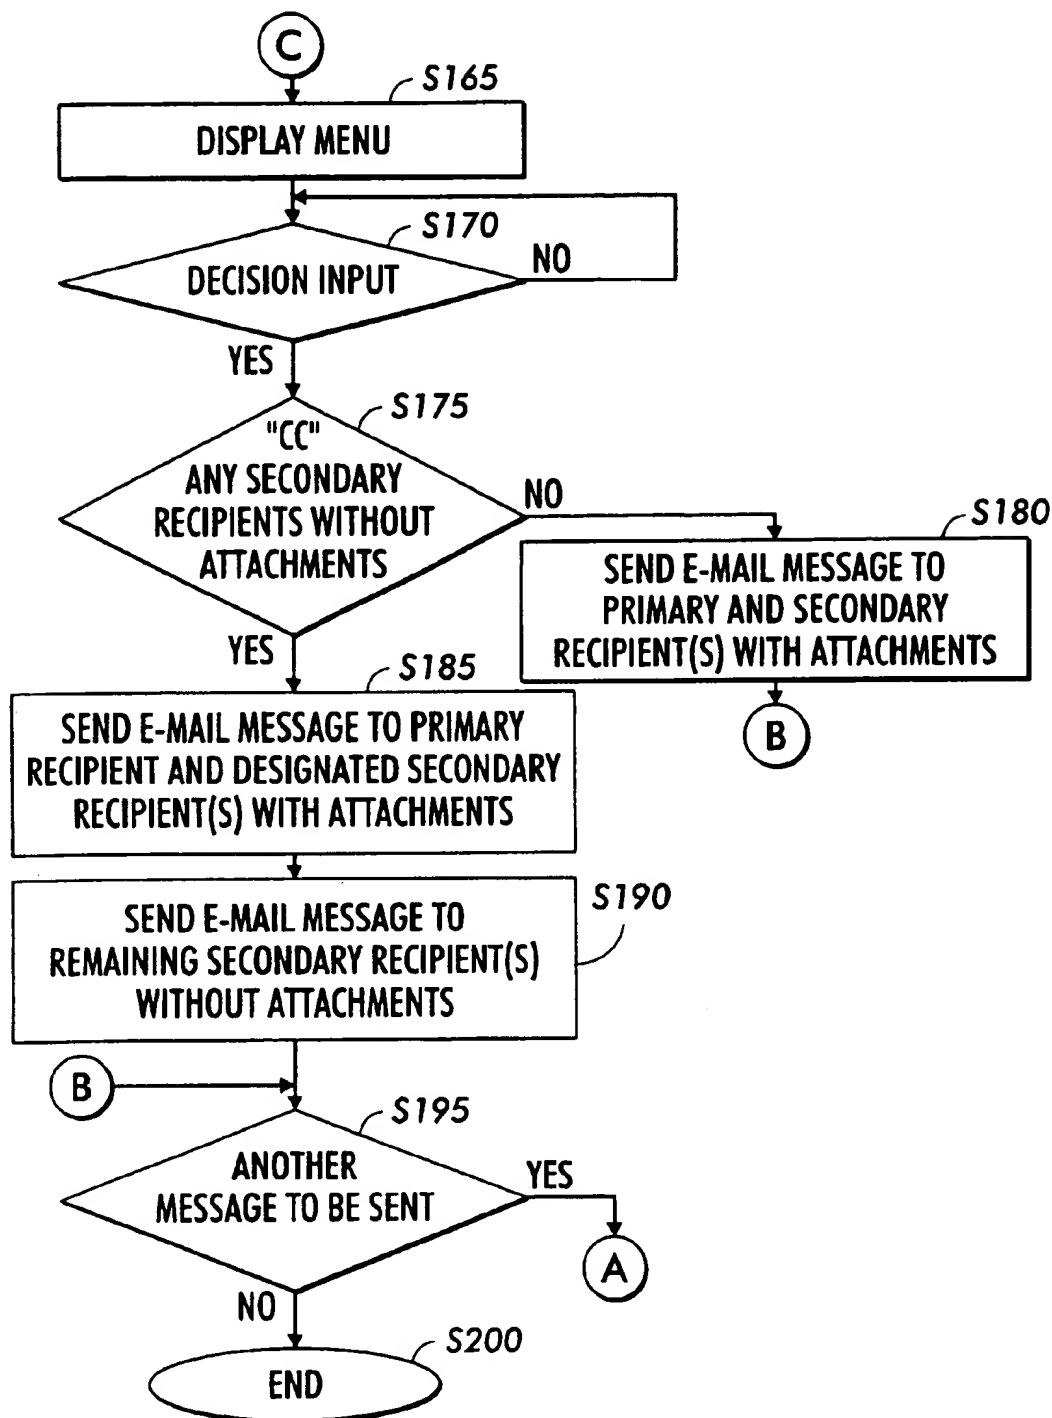 C
S165
DISPLAY MENU
S170
DECISION INPUT
NO
YES
S175
"CC"
ANY SECONDARY
RECIPIENTS WITHOUT
ATTACHMENTS
NO
S180
SEND E-MAIL MESSAGE TO
PRIMARY AND SECONDARY
RECIPIENT(S) WITH ATTACHMENTS
B
YES
S185
SEND E-MAIL MESSAGE TO PRIMARY
RECIPIENT AND DESIGNATED SECONDARY
RECIPIENT(S) WITH ATTACHMENTS
S190
SEND E-MAIL MESSAGE TO
REMAINING SECONDARY RECIPIENT(S)
WITHOUT ATTACHMENTS
B
S195
ANOTHER
MESSAGE TO BE SENT
YES
A
NO
S200
END